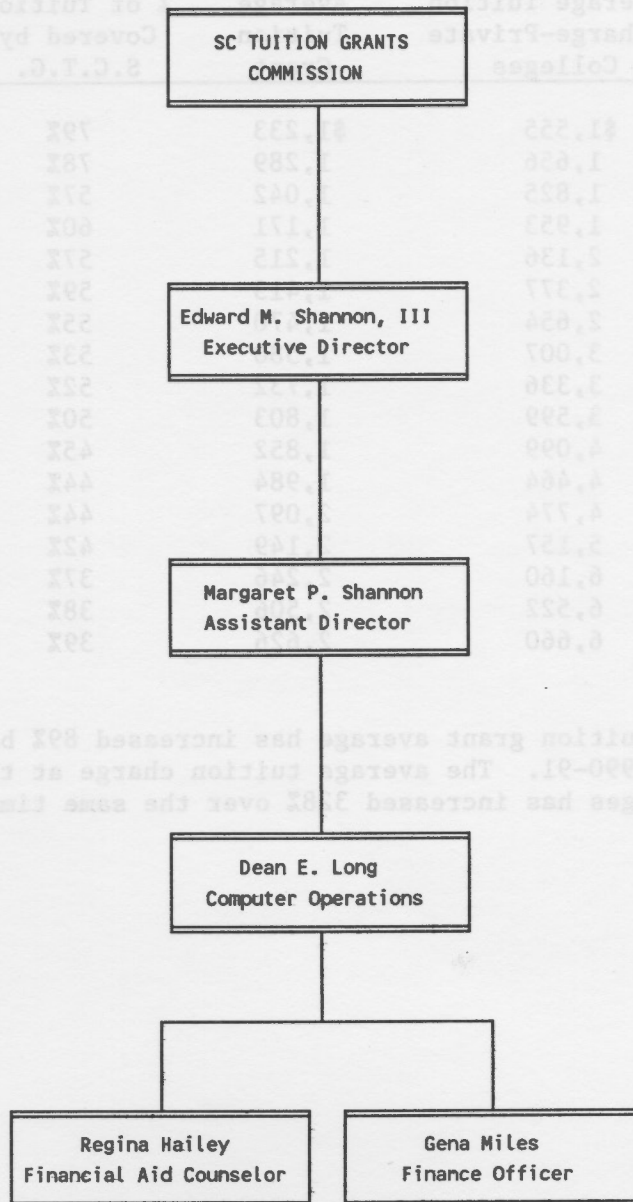 SC TUITION GRANTS
COMMISSION
Edward M. Shannon, III
Executive Director
Margaret P. Shannon
Assistant Director
Dean E. Long
Computer Operations
Regina Hailey
Financial Aid Counselor
Gena Miles
Finance Officer